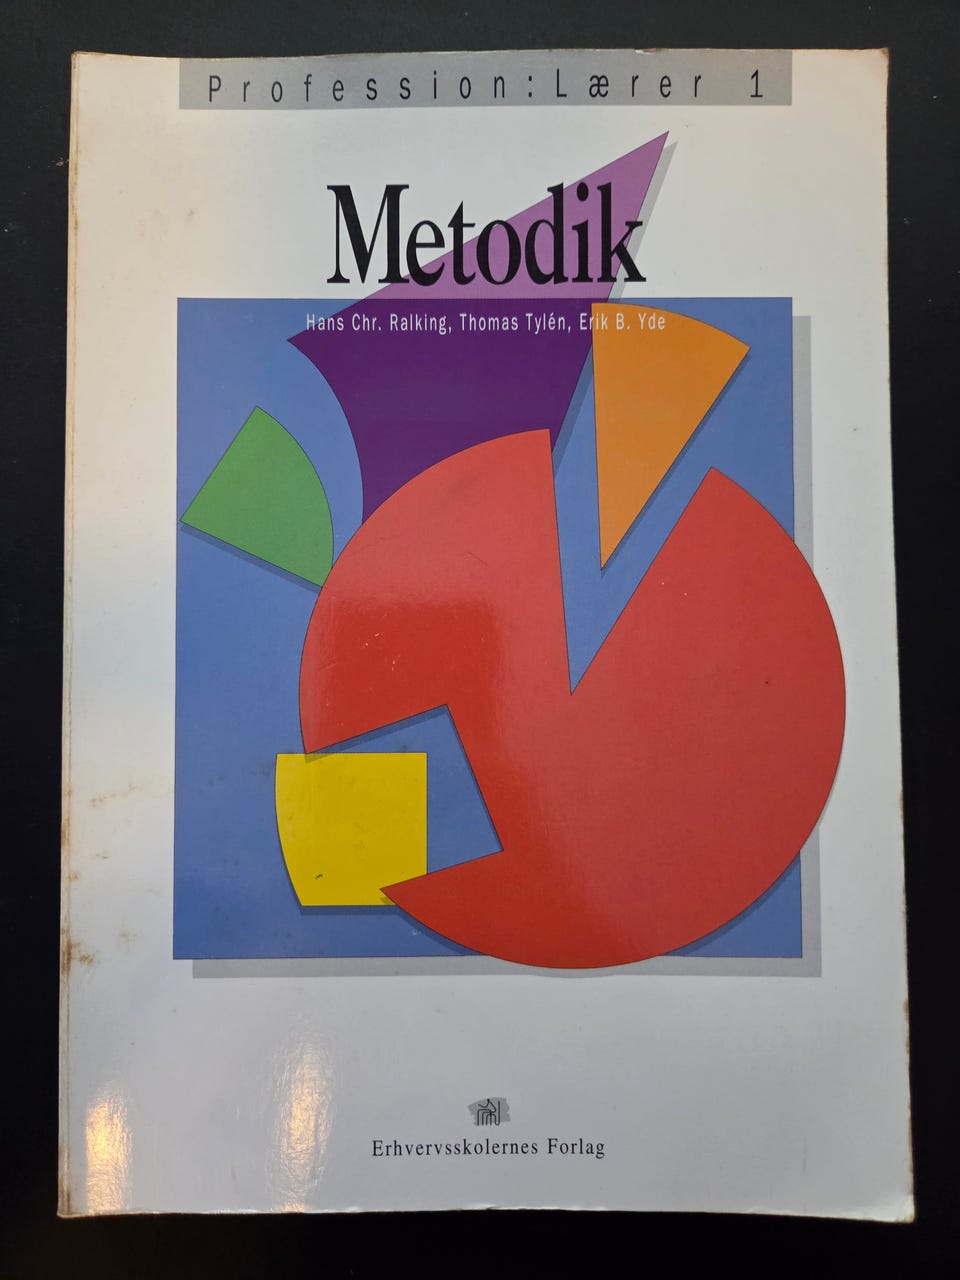 Profession: Lærer 1
Metodik
Hans Chr. Ralking, Thomas Tylén, Erik B. Yde
Erhvervsskolernes Forlag